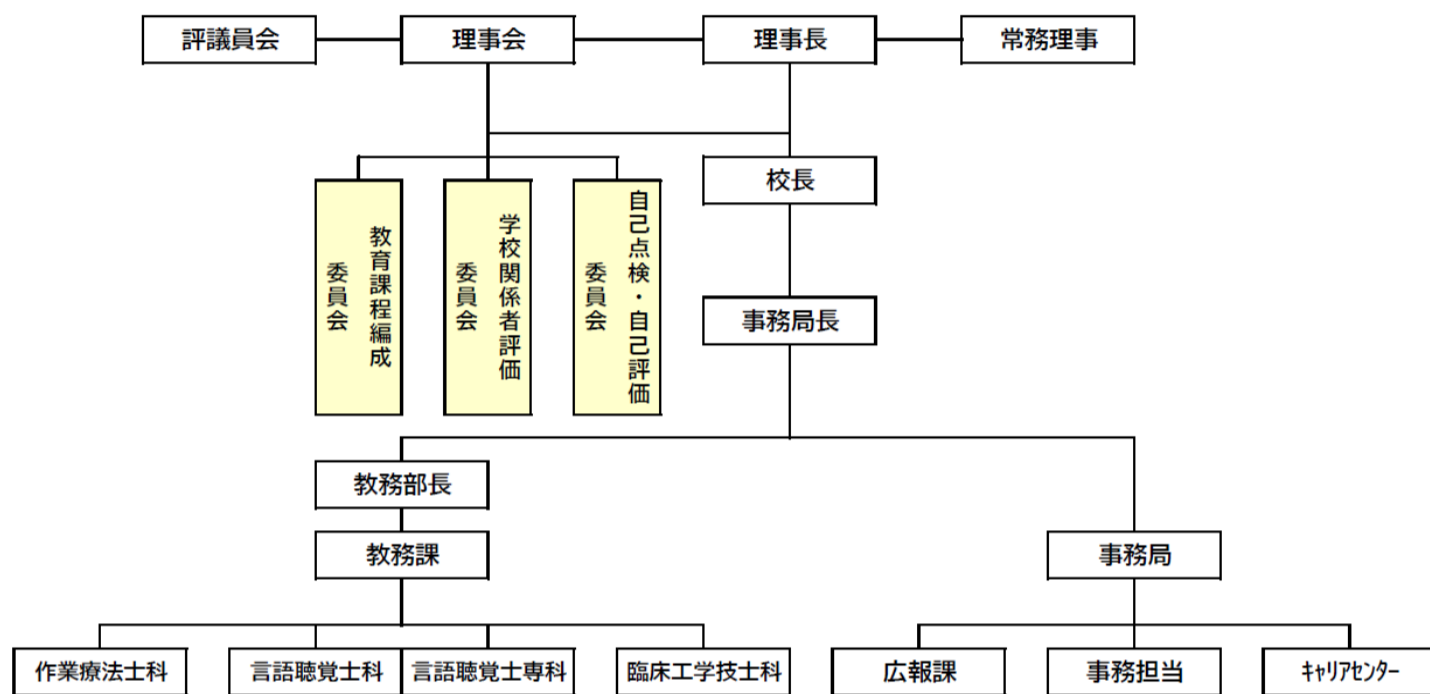 評議員会
理事会
理事長
常務理事
校長
教育課程編成
委員会
学校関係者評価
委員会
自己点検・自己評価
委員会
事務局長
教務部長
教務課
事務局
作業療法士科
言語聴覚士科
言語聴覚士専科
臨床工学技士科
広報課
事務担当
ｷｬﾘｱｾﾝﾀｰ